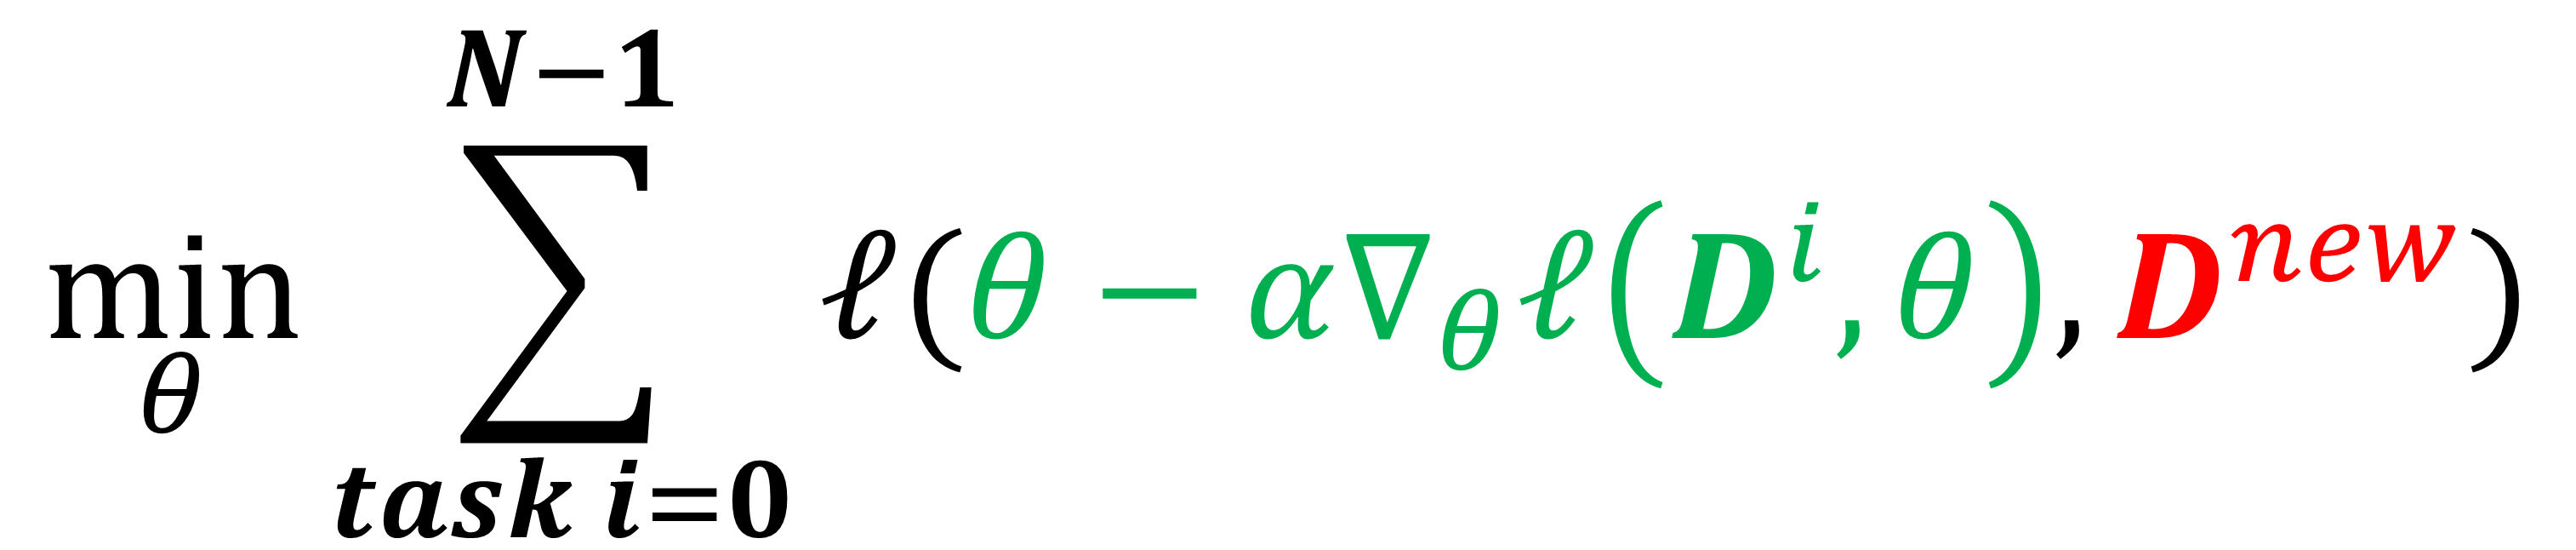 min θ ∑ task i=0 N−1 ℓ(θ − α∇θℓ(Dⁱ, θ), Dⁿᵉʷ)